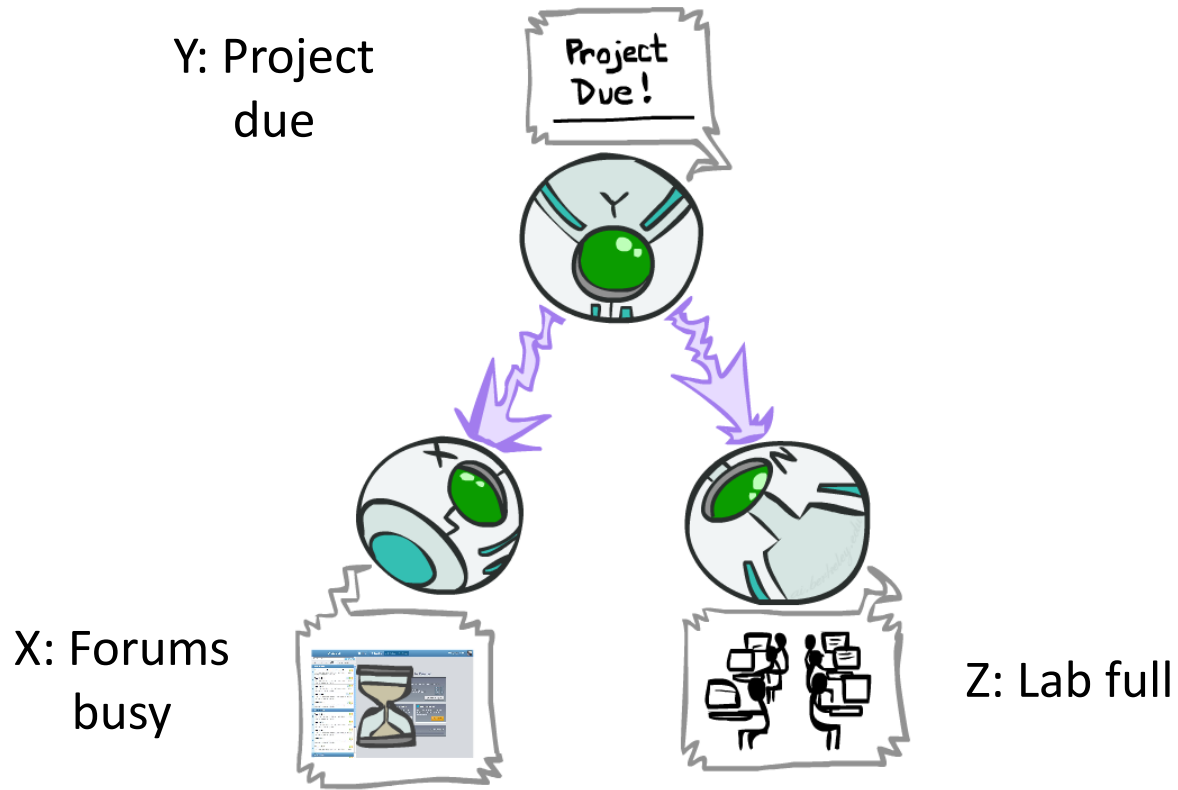 Y: Project
due
Project
Due!
Y
X
Z
X: Forums
busy
Z: Lab full